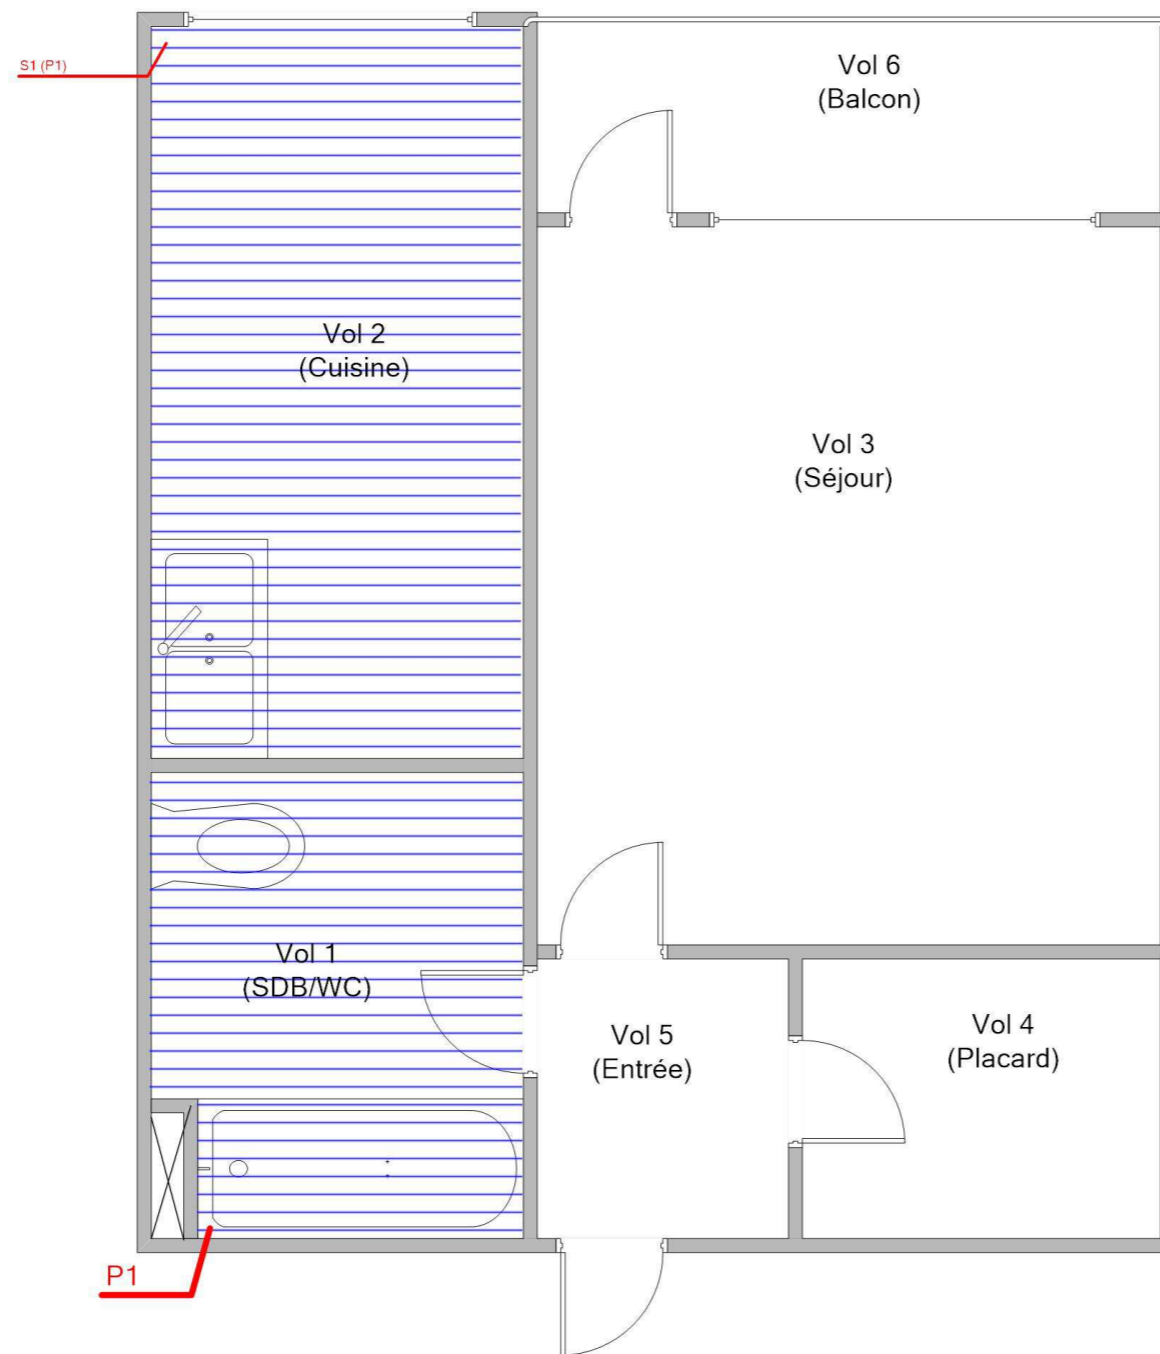 S1 (P1)
Vol 6
(Balcon)
Vol 2
(Cuisine)
Vol 3
(Séjour)
Vol 1
(SDB/WC)
Vol 5
(Entrée)
Vol 4
(Placard)
P1